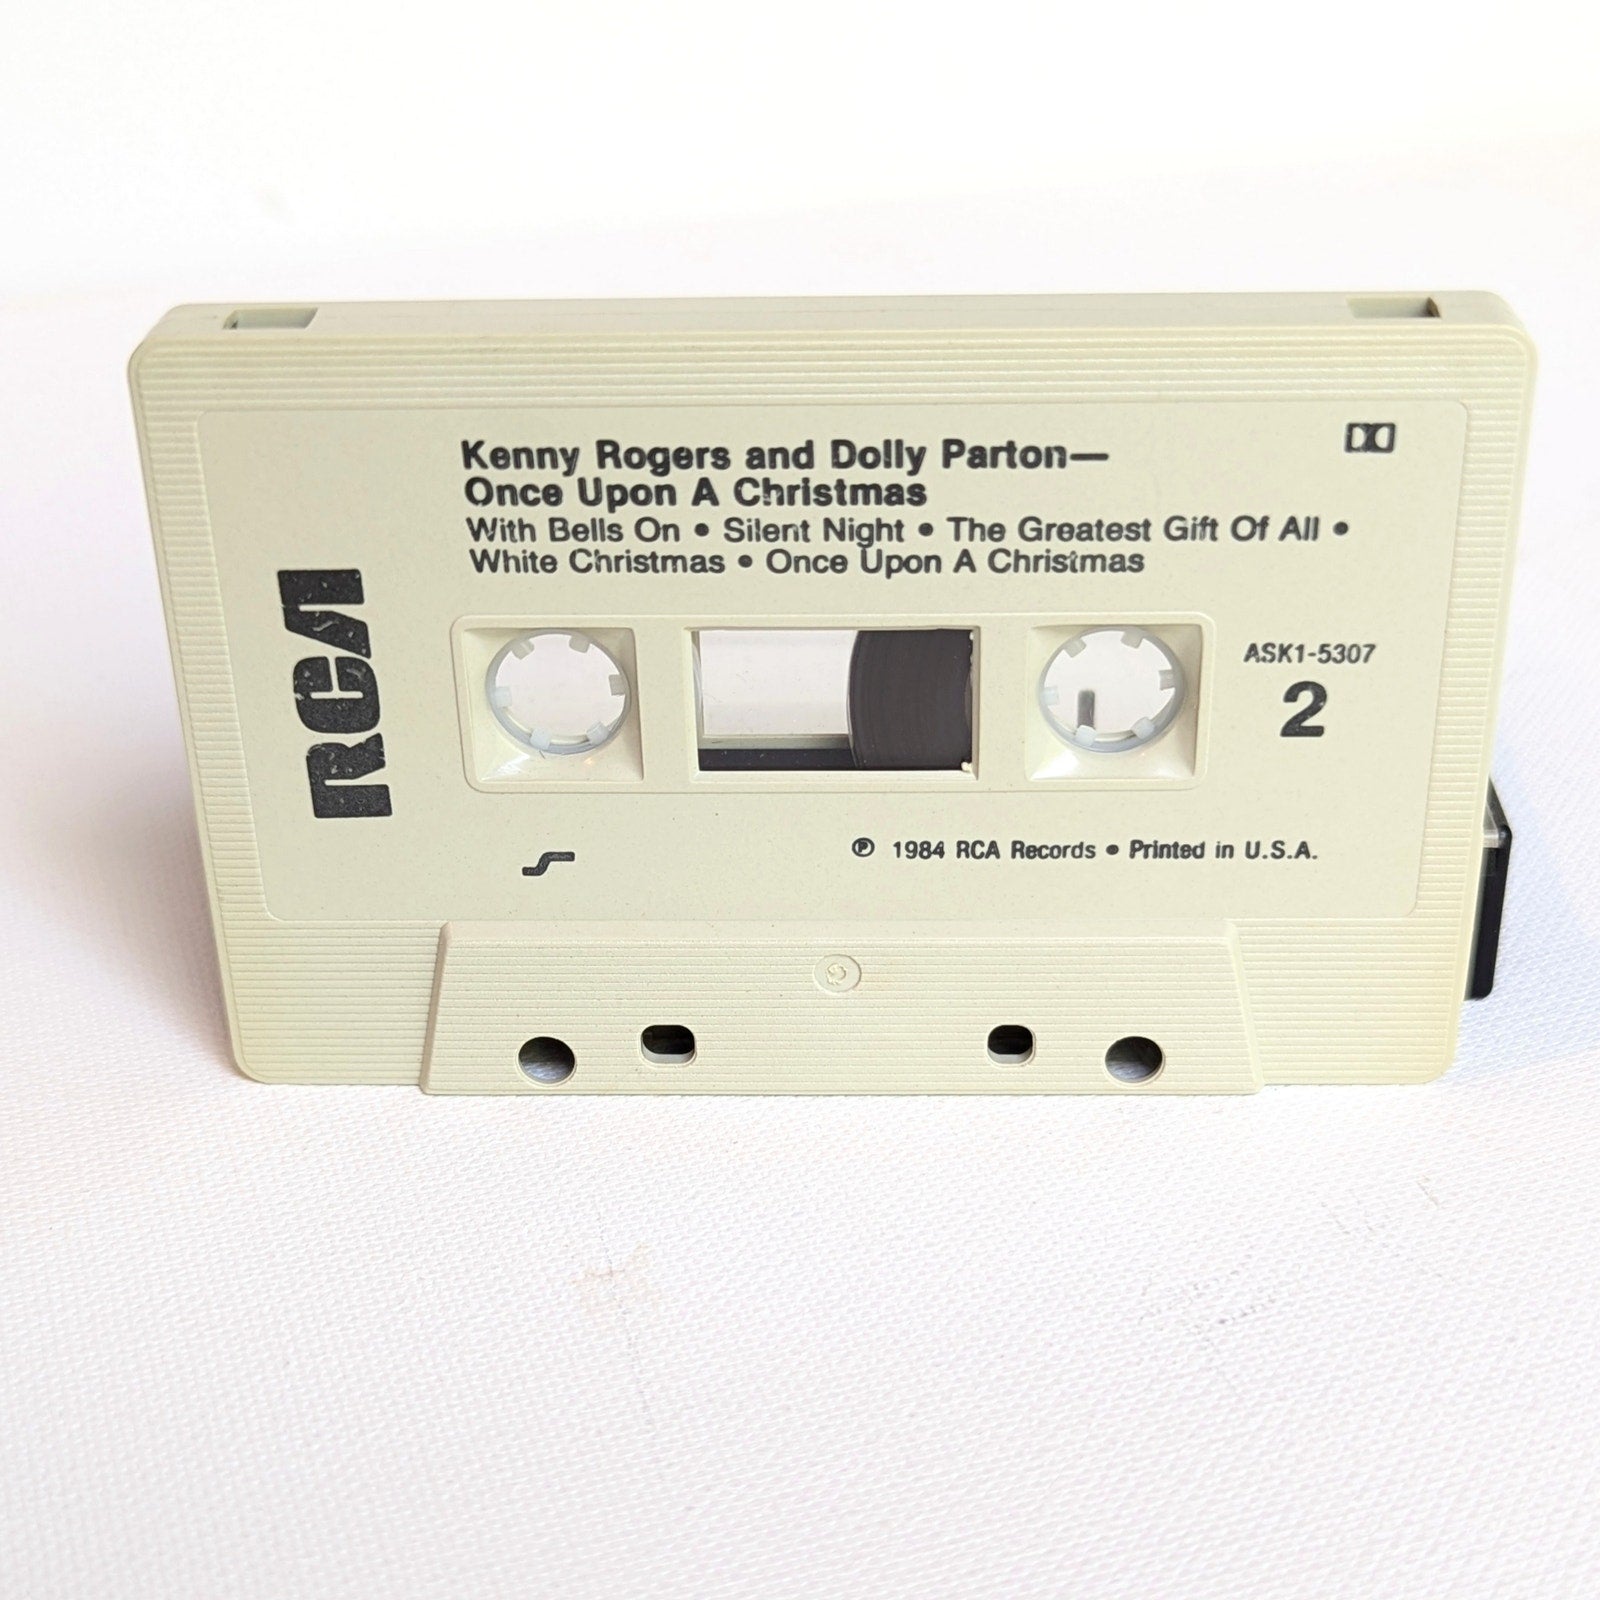 Kenny Rogers and Dolly Parton—
Once Upon A Christmas
With Bells On • Silent Night • The Greatest Gift Of All •
White Christmas • Once Upon A Christmas
RCA
ASK1-5307
2
℗ 1984 RCA Records • Printed in U.S.A.